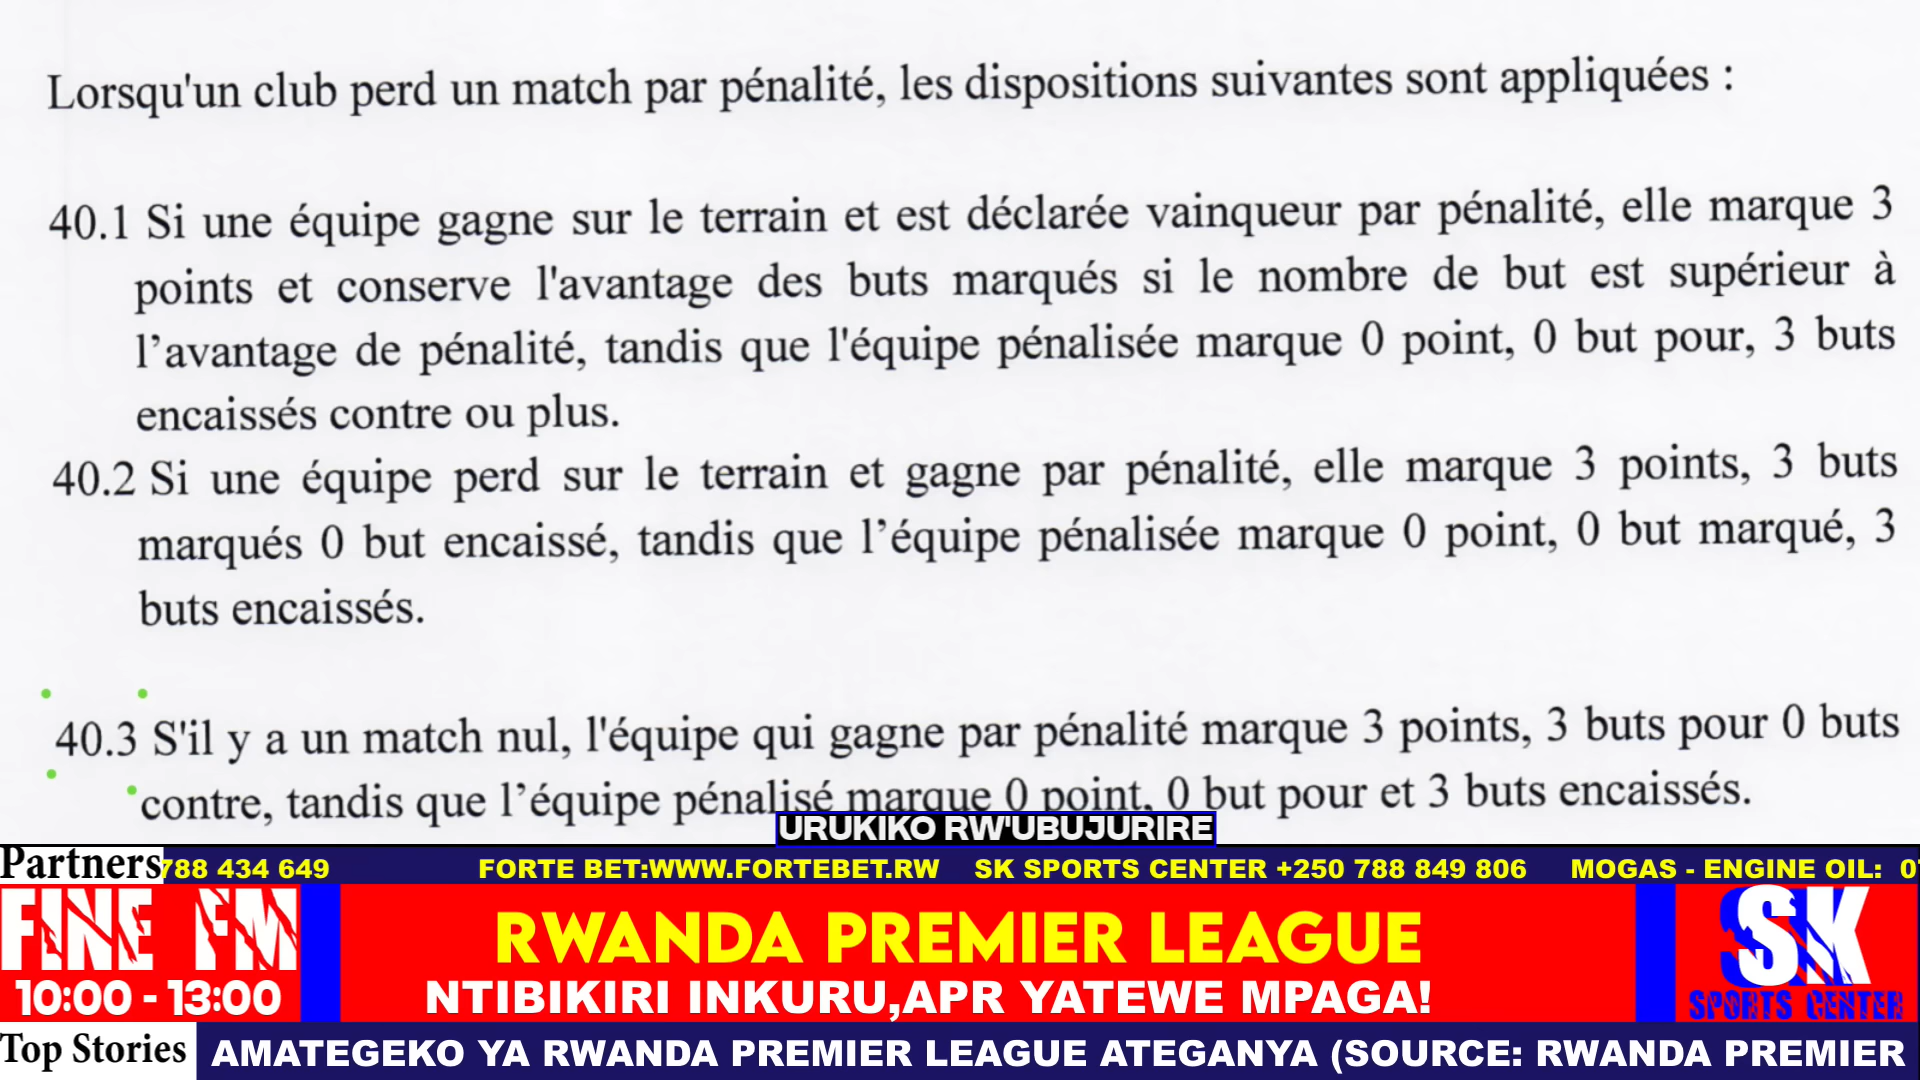 Lorsqu'un club perd un match par pénalité, les dispositions suivantes sont appliquées :
40.1 Si une équipe gagne sur le terrain et est déclarée vainqueur par pénalité, elle marque 3
points et conserve l'avantage des buts marqués si le nombre de but est supérieur à
l’avantage de pénalité, tandis que l'équipe pénalisée marque 0 point, 0 but pour, 3 buts
encaissés contre ou plus.
40.2 Si une équipe perd sur le terrain et gagne par pénalité, elle marque 3 points, 3 buts
marqués 0 but encaissé, tandis que l’équipe pénalisée marque 0 point, 0 but marqué, 3
buts encaissés.
40.3 S'il y a un match nul, l'équipe qui gagne par pénalité marque 3 points, 3 buts pour 0 buts
contre, tandis que l’équipe pénalisé marque 0 point, 0 but pour et 3 buts encaissés.
URUKIKO RW'UBUJURIRE
Partners 788 434 649 FORTE BET:WWW.FORTEBET.RW SK SPORTS CENTER +250 788 849 806 MOGAS - ENGINE OIL:
FINE FM
10:00 - 13:00
RWANDA PREMIER LEAGUE
NTIBIKIRI INKURU,APR YATEWE MPAGA!
SK
SPORTS CENTER
Top Stories AMATEGEKO YA RWANDA PREMIER LEAGUE ATEGANYA (SOURCE: RWANDA PREMIER